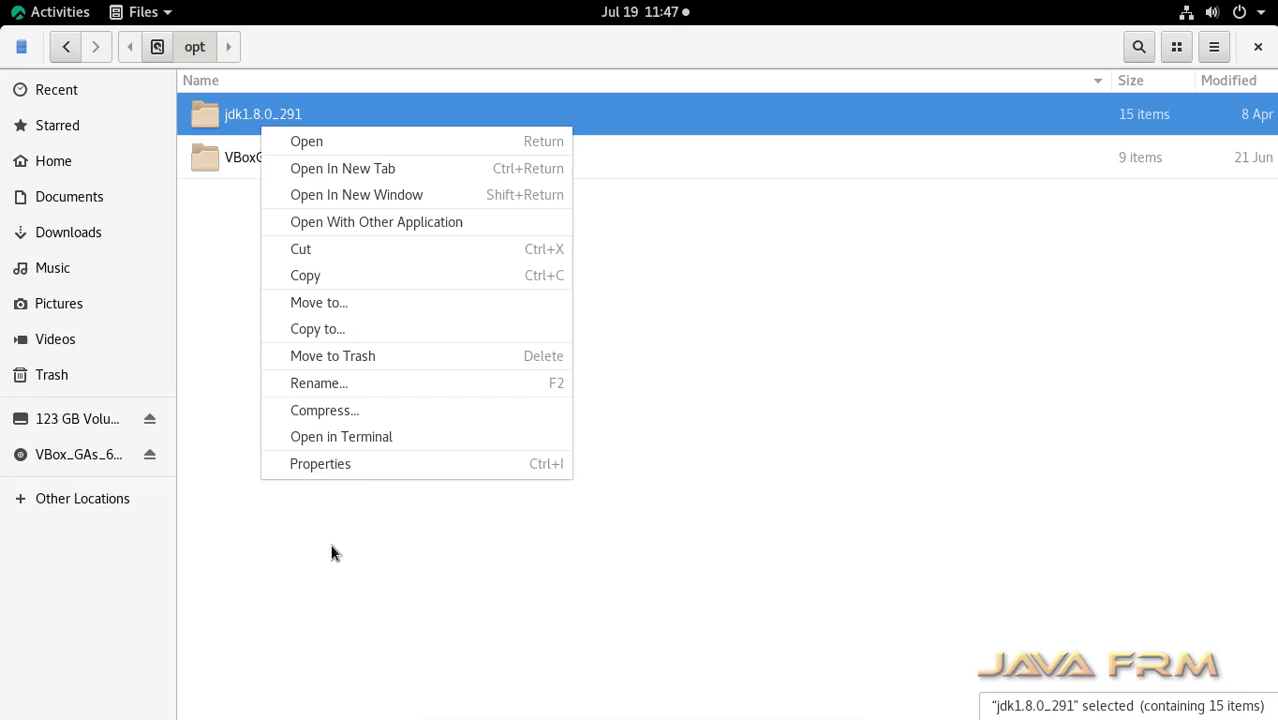 Activities Files Jul 19 11:47
opt
Name Size Modified
Recent
Starred
Home
Documents
Downloads
Music
Pictures
Videos
Trash
123 GB Volu...
VBox_GAs_6...
Other Locations
jdk1.8.0_291 15 items 8 Apr
VBoxG 9 items 21 Jun
Open Return
Open In New Tab Ctrl+Return
Open In New Window Shift+Return
Open With Other Application
Cut Ctrl+X
Copy Ctrl+C
Move to...
Copy to...
Move to Trash Delete
Rename... F2
Compress...
Open in Terminal
Properties Ctrl+I
JAVA FRM
“jdk1.8.0_291” selected (containing 15 items)